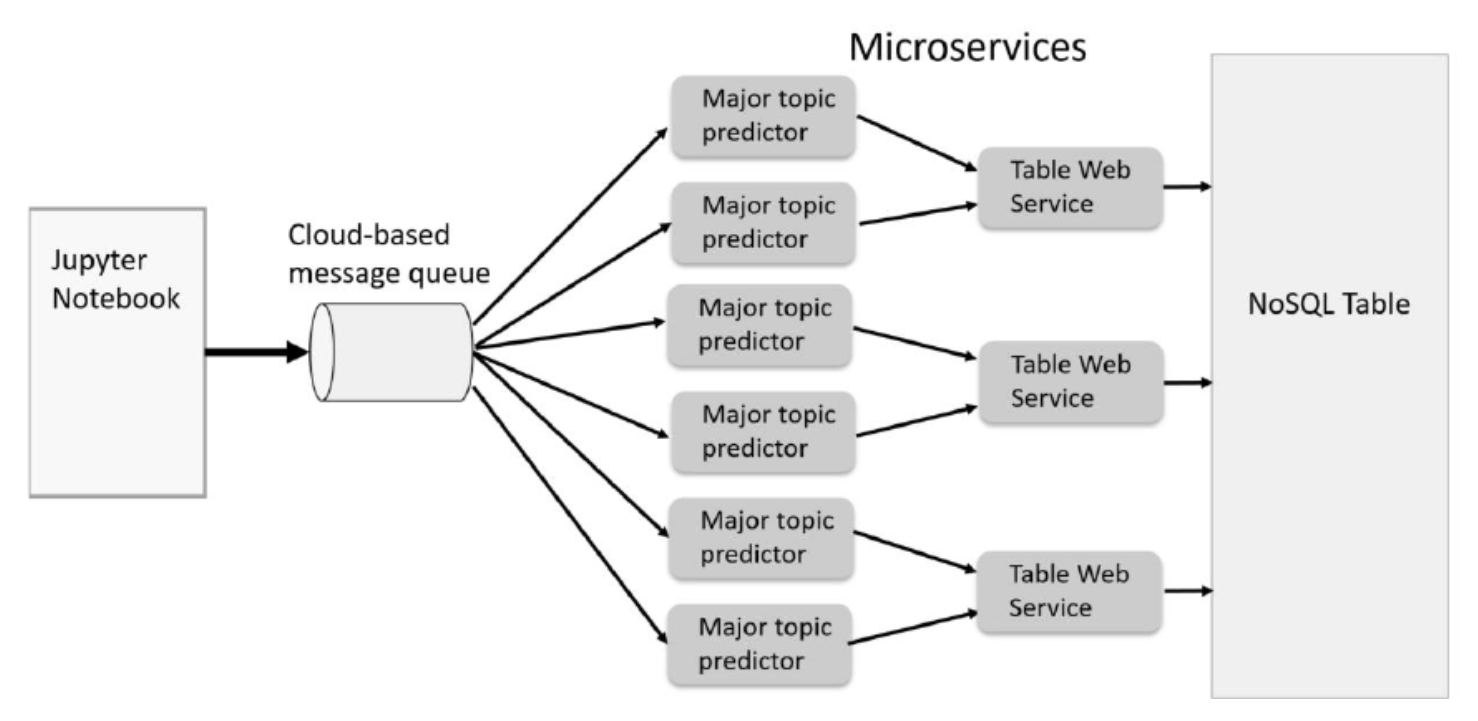 Microservices
Jupyter
Notebook
Cloud-based
message queue
Major topic
predictor
Major topic
predictor
Major topic
predictor
Major topic
predictor
Major topic
predictor
Major topic
predictor
Table Web
Service
Table Web
Service
Table Web
Service
NoSQL Table